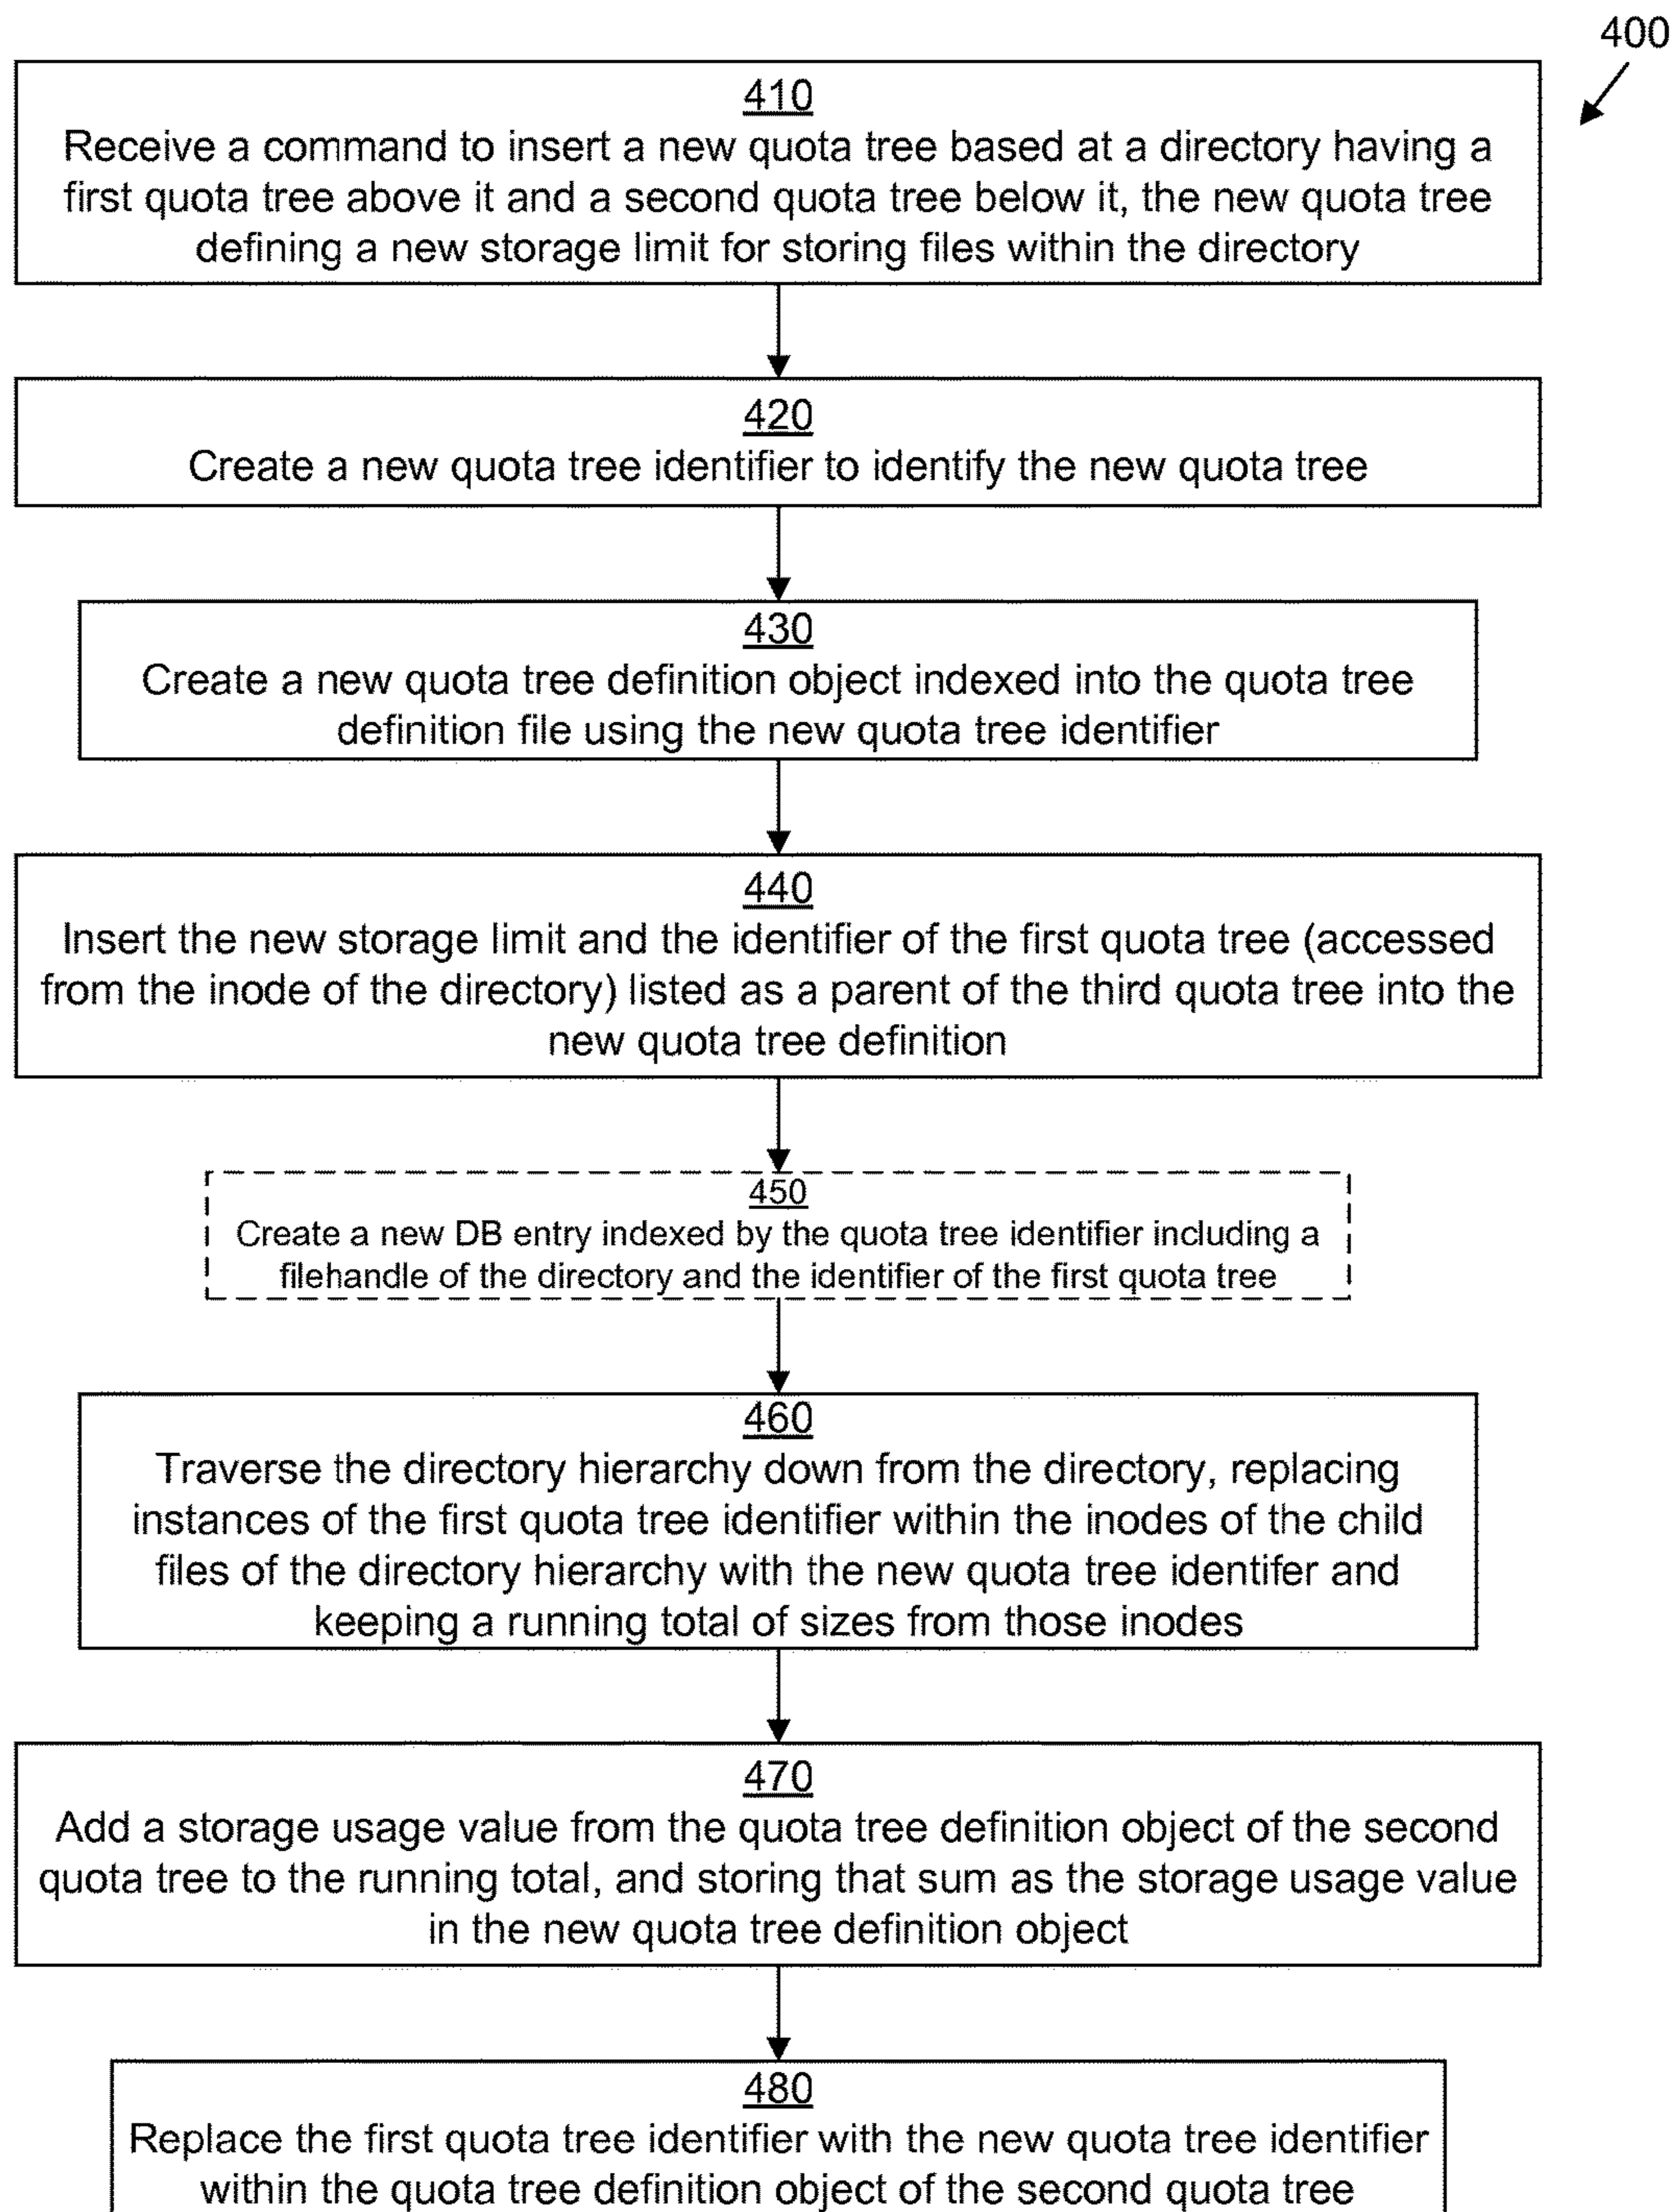 400
410
Receive a command to insert a new quota tree based at a directory having a
first quota tree above it and a second quota tree below it, the new quota tree
defining a new storage limit for storing files within the directory
420
Create a new quota tree identifier to identify the new quota tree
430
Create a new quota tree definition object indexed into the quota tree
definition file using the new quota tree identifier
440
Insert the new storage limit and the identifier of the first quota tree (accessed
from the inode of the directory) listed as a parent of the third quota tree into the
new quota tree definition
450
Create a new DB entry indexed by the quota tree identifier including a
filehandle of the directory and the identifier of the first quota tree
460
Traverse the directory hierarchy down from the directory, replacing
instances of the first quota tree identifier within the inodes of the child
files of the directory hierarchy with the new quota tree identifer and
keeping a running total of sizes from those inodes
470
Add a storage usage value from the quota tree definition object of the second
quota tree to the running total, and storing that sum as the storage usage value
in the new quota tree definition object
480
Replace the first quota tree identifier with the new quota tree identifier
within the quota tree definition object of the second quota tree